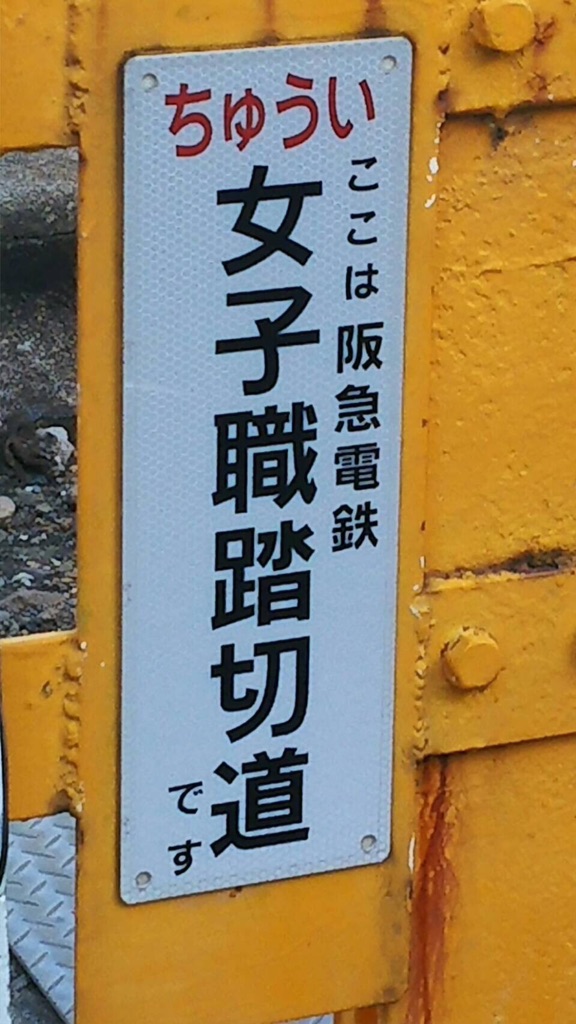 ちゅうい
ここは阪急電鉄
女子職踏切道
です